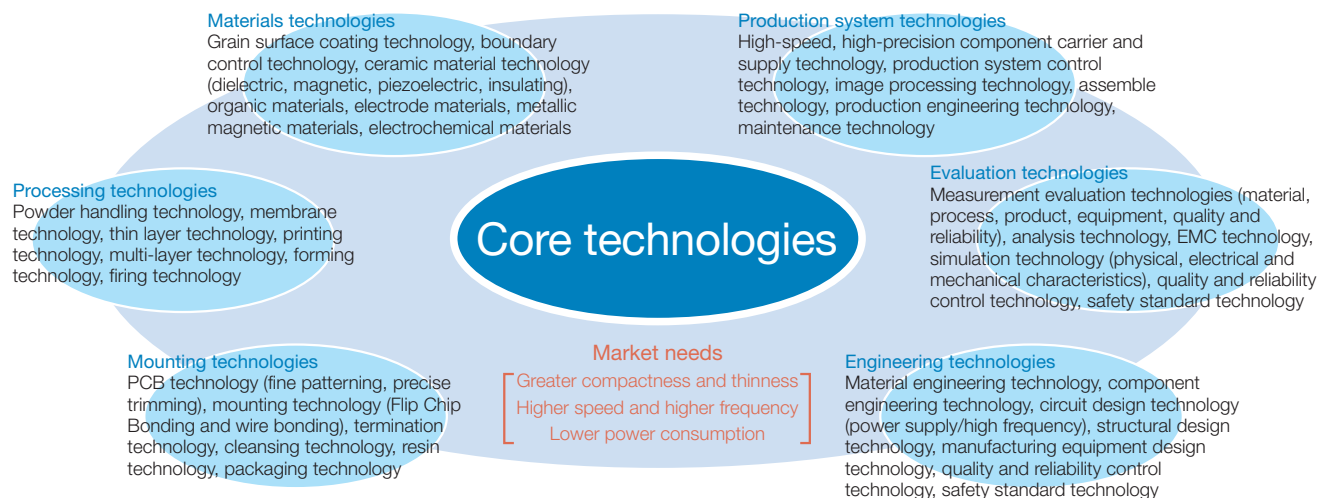 Materials technologies
Grain surface coating technology, boundary
control technology, ceramic material technology
(dielectric, magnetic, piezoelectric, insulating),
organic materials, electrode materials, metallic
magnetic materials, electrochemical materials
Production system technologies
High-speed, high-precision component carrier and
supply technology, production system control
technology, image processing technology, assemble
technology, production engineering technology,
maintenance technology
Processing technologies
Powder handling technology, membrane
technology, thin layer technology, printing
technology, multi-layer technology, forming
technology, firing technology
Core technologies
Evaluation technologies
Measurement evaluation technologies (material,
process, product, equipment, quality and
reliability), analysis technology, EMC technology,
simulation technology (physical, electrical and
mechanical characteristics), quality and reliability
control technology, safety standard technology
Mounting technologies
PCB technology (fine patterning, precise
trimming), mounting technology (Flip Chip
Bonding and wire bonding), termination
technology, cleansing technology, resin
technology, packaging technology
Market needs
Greater compactness and thinness
Higher speed and higher frequency
Lower power consumption
Engineering technologies
Material engineering technology, component
engineering technology, circuit design technology
(power supply/high frequency), structural design
technology, manufacturing equipment design
technology, quality and reliability control
technology, safety standard technology